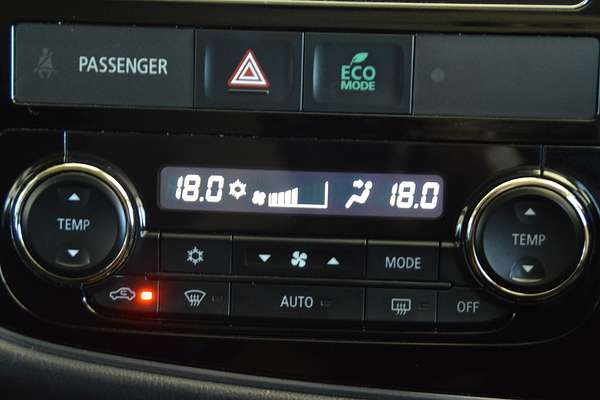 PASSENGER
ECO
MODE
18.0 18.0
TEMP
TEMP
MODE
AUTO
OFF